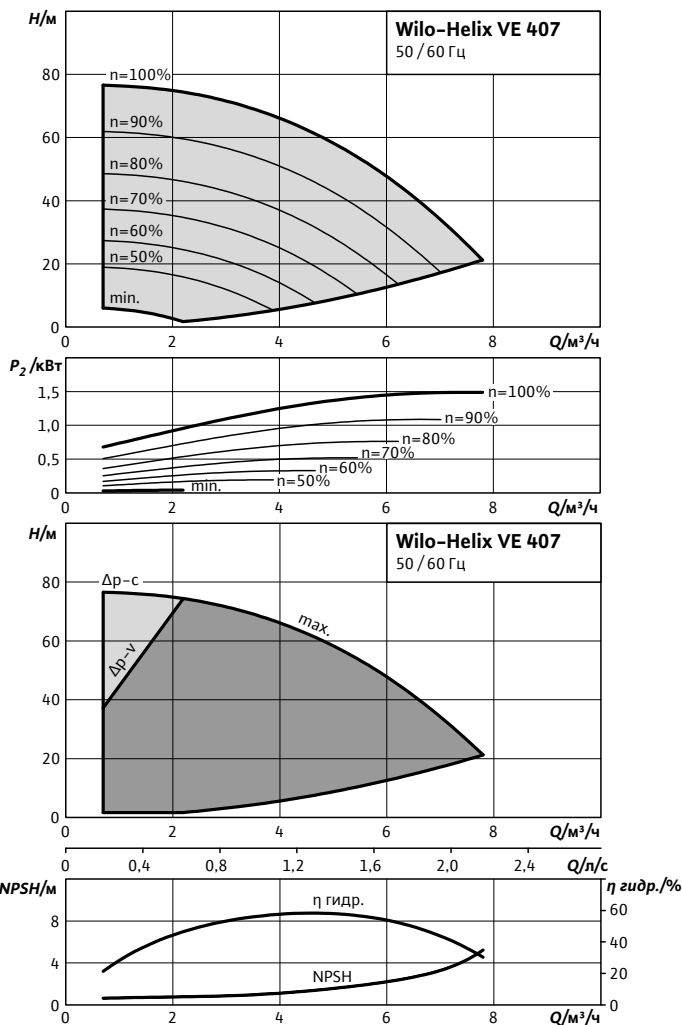 H/м
Wilo-Helix VE 407
50 / 60 Гц
80
n=100%
n=90%
60
n=80%
40
n=70%
n=60%
n=50%
20
min.
0
0 2 4 6 8 Q/м³/ч
P₂ /кВт
1,5
n=100%
1,0
n=90%
n=80%
0,5
n=70%
n=60%
n=50%
min.
0
0 2 4 6 8 Q/м³/ч
H/м
Wilo-Helix VE 407
50 / 60 Гц
80
Δp-c
max.
60
Δp-v
40
20
0
0 2 4 6 8 Q/м³/ч
0 0,4 0,8 1,2 1,6 2,0 2,4 Q/л/с
NPSH/м
η гидр./%
η гидр.
60
8
40
4
NPSH
20
0
0
0 2 4 6 8 Q/м³/ч